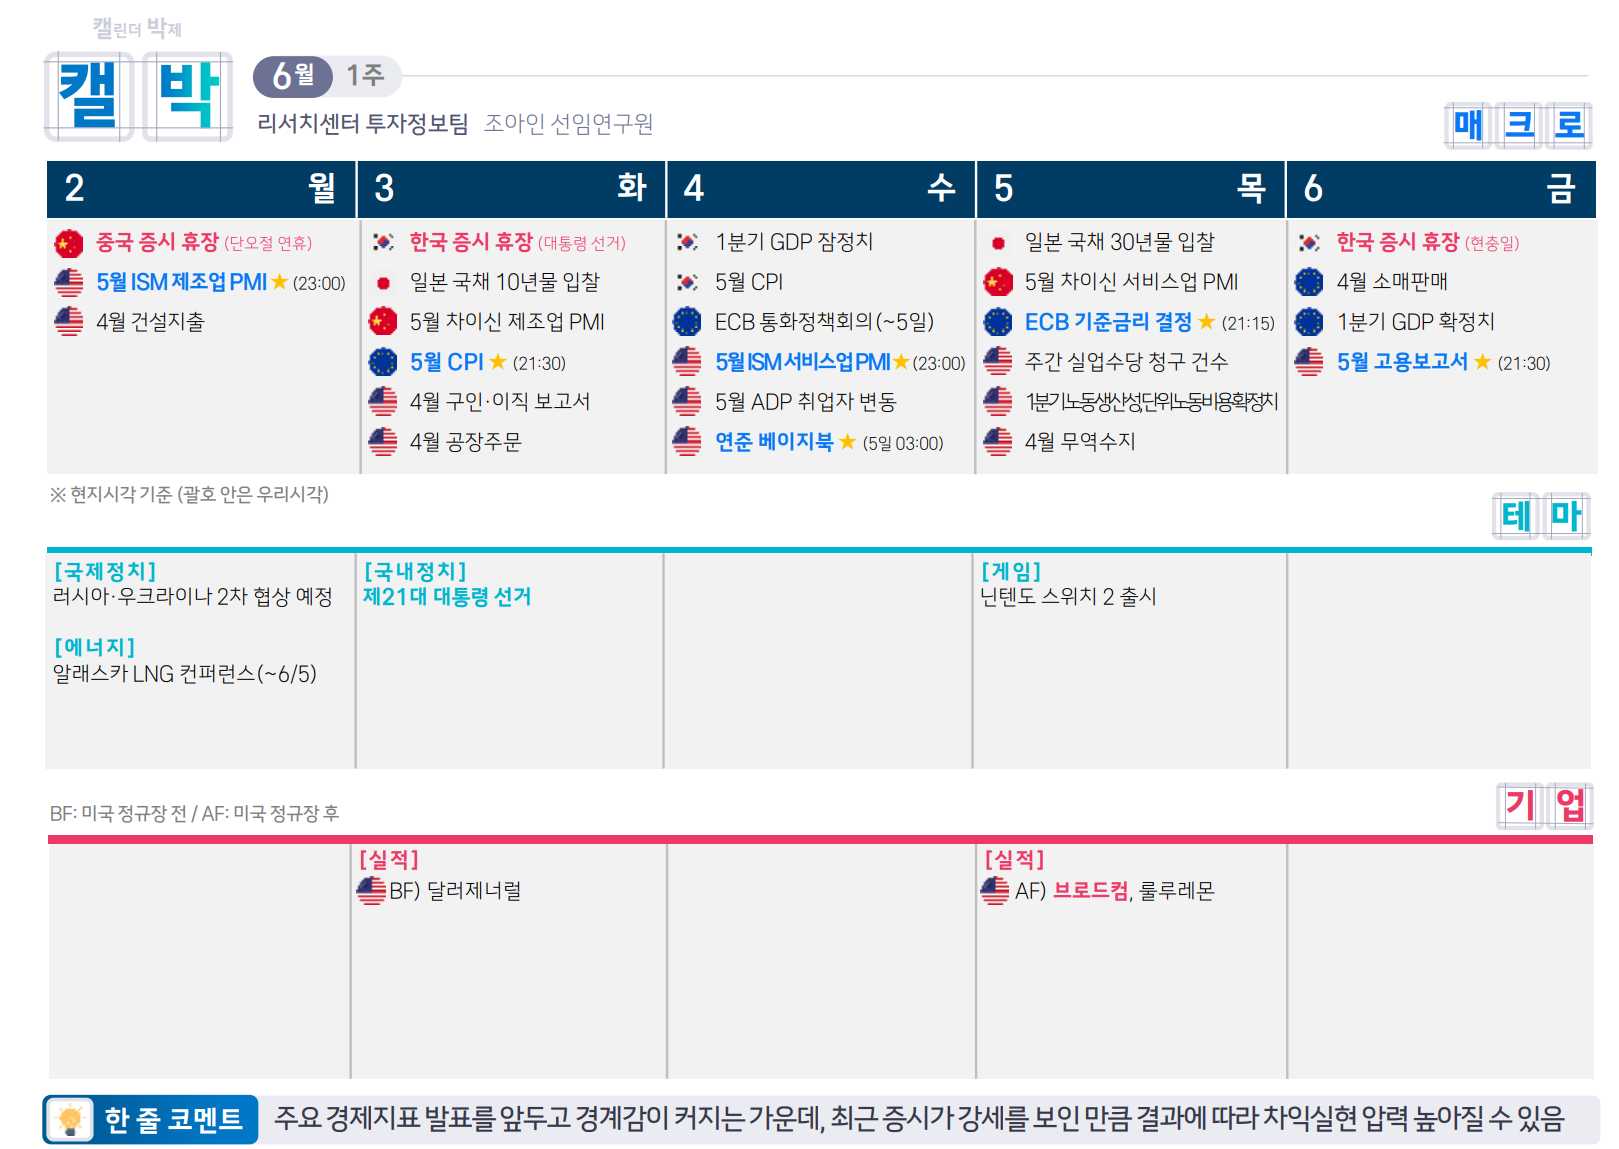 캘린더 박제
캘박
6월 1주
리서치센터 투자정보팀 조아인 선임연구원
매크로
2 월
중국 증시 휴장 (단오절 연휴)
5월 ISM 제조업 PMI ★ (23:00)
4월 건설지출
3 화
한국 증시 휴장 (대통령 선거)
일본 국채 10년물 입찰
5월 차이신 제조업 PMI
5월 CPI ★ (21:30)
4월 구인·이직 보고서
4월 공장주문
4 수
1분기 GDP 잠정치
5월 CPI
ECB 통화정책회의(~5일)
5월 ISM 서비스업 PMI ★ (23:00)
5월 ADP 취업자 변동
연준 베이지북 ★ (5일 03:00)
5 목
일본 국채 30년물 입찰
5월 차이신 서비스업 PMI
ECB 기준금리 결정 ★ (21:15)
주간 실업수당 청구 건수
1분기 노동생산성, 단위노동비용 확정치
4월 무역수지
6 금
한국 증시 휴장 (현충일)
4월 소매판매
1분기 GDP 확정치
5월 고용보고서 ★ (21:30)
※ 현지시각 기준 (괄호 안은 우리시각)
테마
[국제정치]
러시아·우크라이나 2차 협상 예정
[에너지]
알래스카 LNG 컨퍼런스(~6/5)
[국내정치]
제21대 대통령 선거
[게임]
닌텐도 스위치 2 출시
BF: 미국 정규장 전 / AF: 미국 정규장 후
기업
[실적]
BF) 달러제너럴
[실적]
AF) 브로드컴, 룰루레몬
한 줄 코멘트
주요 경제지표 발표를 앞두고 경계감이 커지는 가운데, 최근 증시가 강세를 보인 만큼 결과에 따라 차익실현 압력 높아질 수 있음